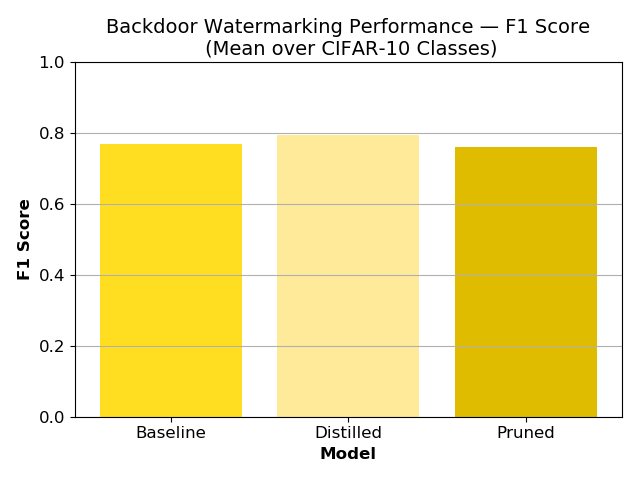 Backdoor Watermarking Performance — F1 Score
(Mean over CIFAR-10 Classes)
1.0
0.8
0.6
0.4
0.2
0.0
F1 Score
Baseline
Distilled
Pruned
Model